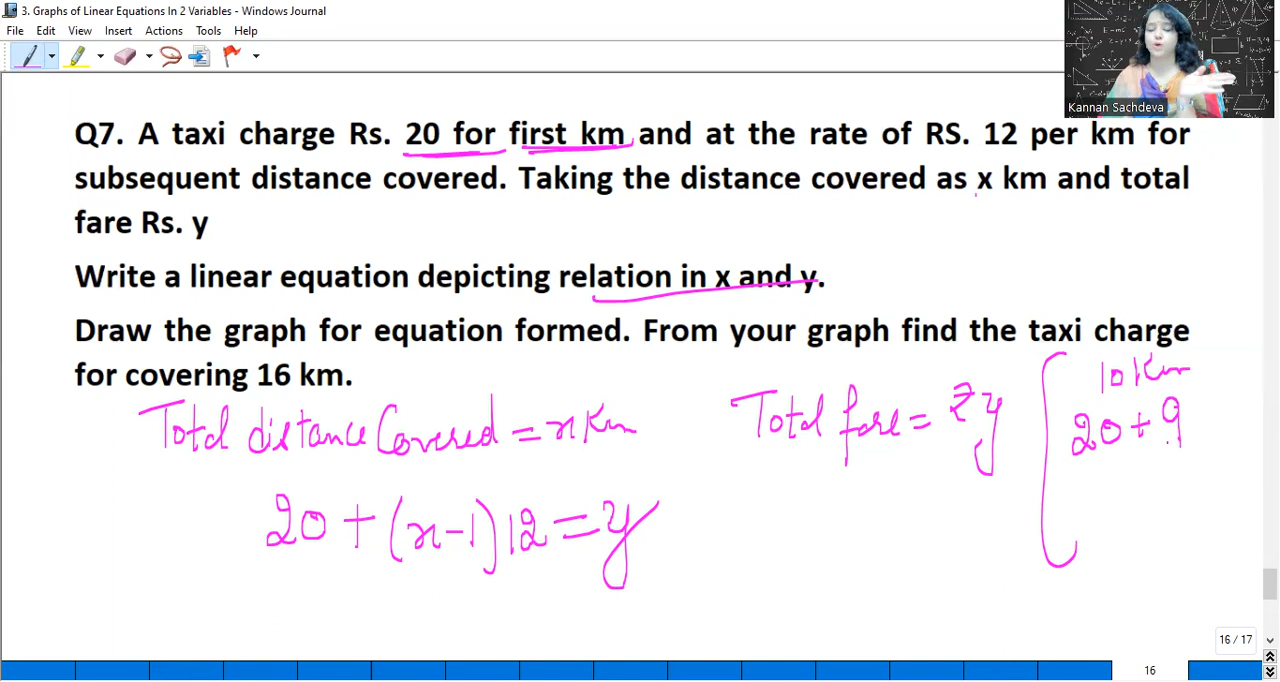 3. Graphs of Linear Equations In 2 Variables - Windows Journal
File Edit View Insert Actions Tools Help
Kannan Sachdeva
Q7. A taxi charge Rs. 20 for first km and at the rate of RS. 12 per km for
subsequent distance covered. Taking the distance covered as x km and total
fare Rs. y
Write a linear equation depicting relation in x and y.
Draw the graph for equation formed. From your graph find the taxi charge
for covering 16 km.
10 Km
Total distance Covered = x Km
Total fare = ₹ y
20 + 9
20 + (x-1) 12 = y
16 / 17
16